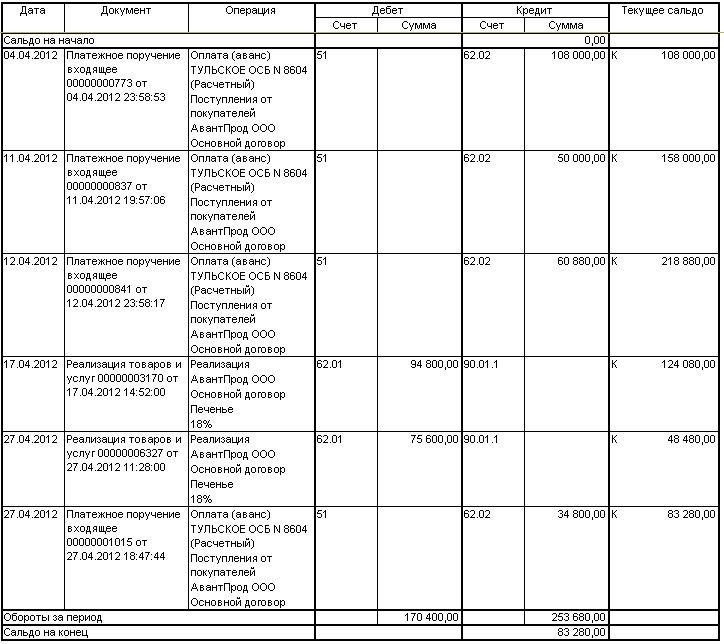 Дата Документ Операция Дебет Кредит Текущее сальдо
Счет Сумма Счет Сумма
Сальдо на начало 0,00
04.04.2012 Платежное поручение Оплата (аванс) 51 62.02 108 000,00 К 108 000,00
входящее ТУЛЬСКОЕ ОСБ N 8604
00000000773 от (Расчетный)
04.04.2012 23:58:53 Поступления от
покупателей
АвантПрод ООО
Основной договор
11.04.2012 Платежное поручение Оплата (аванс) 51 62.02 50 000,00 К 158 000,00
входящее ТУЛЬСКОЕ ОСБ N 8604
00000000837 от (Расчетный)
11.04.2012 19:57:06 Поступления от
покупателей
АвантПрод ООО
Основной договор
12.04.2012 Платежное поручение Оплата (аванс) 51 62.02 60 880,00 К 218 880,00
входящее ТУЛЬСКОЕ ОСБ N 8604
00000000841 от (Расчетный)
12.04.2012 23:58:17 Поступления от
покупателей
АвантПрод ООО
Основной договор
17.04.2012 Реализация товаров и Реализация 62.01 94 800,00 90.01.1 К 124 080,00
услуг 00000003170 от АвантПрод ООО
17.04.2012 14:52:00 Основной договор
Печенье
18%
27.04.2012 Реализация товаров и Реализация 62.01 75 600,00 90.01.1 К 48 480,00
услуг 00000006327 от АвантПрод ООО
27.04.2012 11:28:00 Основной договор
Печенье
18%
27.04.2012 Платежное поручение Оплата (аванс) 51 62.02 34 800,00 К 83 280,00
входящее ТУЛЬСКОЕ ОСБ N 8604
00000001015 от (Расчетный)
27.04.2012 18:47:44 Поступления от
покупателей
АвантПрод ООО
Основной договор
Обороты за период 170 400,00 253 680,00
Сальдо на конец 83 280,00